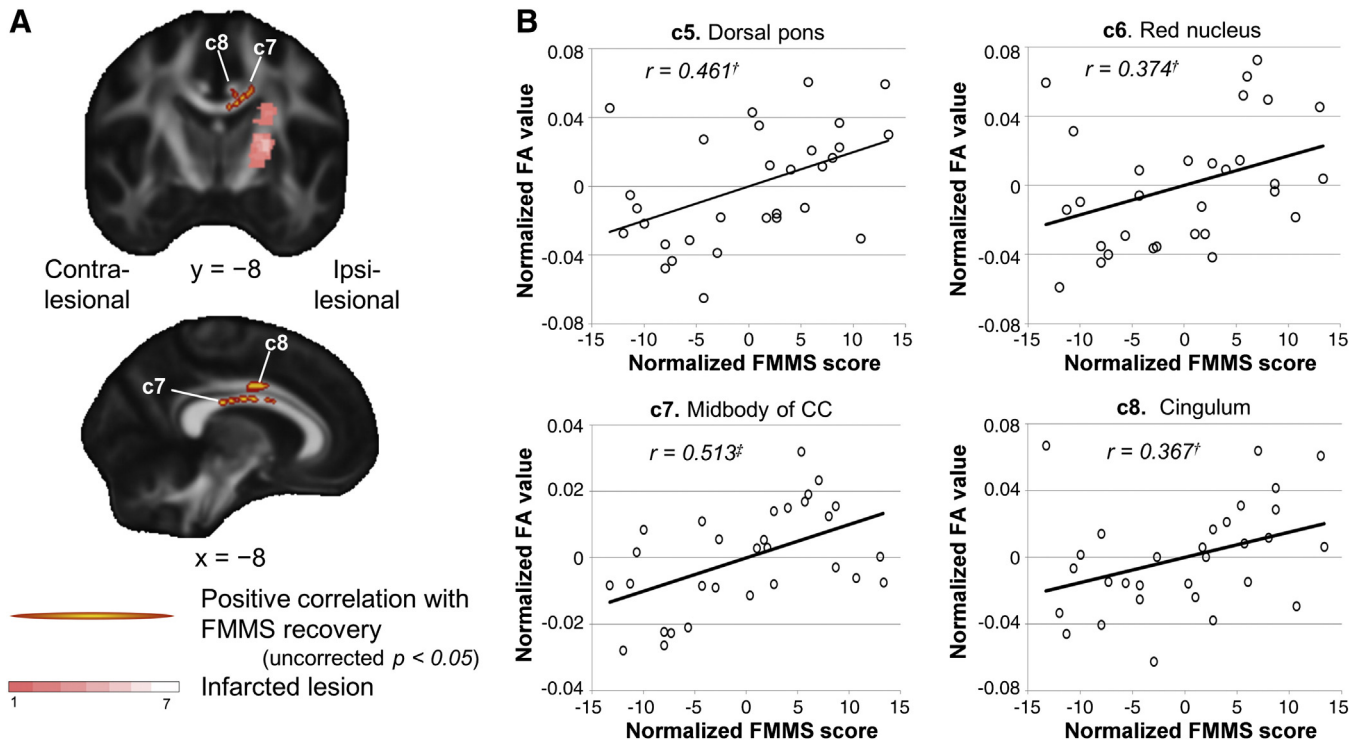 A
c8
c7
Contra-
lesional
y = −8
Ipsi-
lesional
c8
c7
x = −8
Positive correlation with
FMMS recovery
(uncorrected p < 0.05)
Infarcted lesion
1
7
B
c5. Dorsal pons
r = 0.461†
0.08
0.04
0
-0.04
-0.08
Normalized FA value
-15 -10 -5 0 5 10 15
Normalized FMMS score
c6. Red nucleus
r = 0.374†
0.08
0.04
0
-0.04
-0.08
Normalized FA value
-15 -10 -5 0 5 10 15
Normalized FMMS score
c7. Midbody of CC
r = 0.513‡
0.04
0.02
0
-0.02
-0.04
Normalized FA value
-15 -10 -5 0 5 10 15
Normalized FMMS score
c8. Cingulum
r = 0.367†
0.08
0.04
0
-0.04
-0.08
Normalized FA value
-15 -10 -5 0 5 10 15
Normalized FMMS score